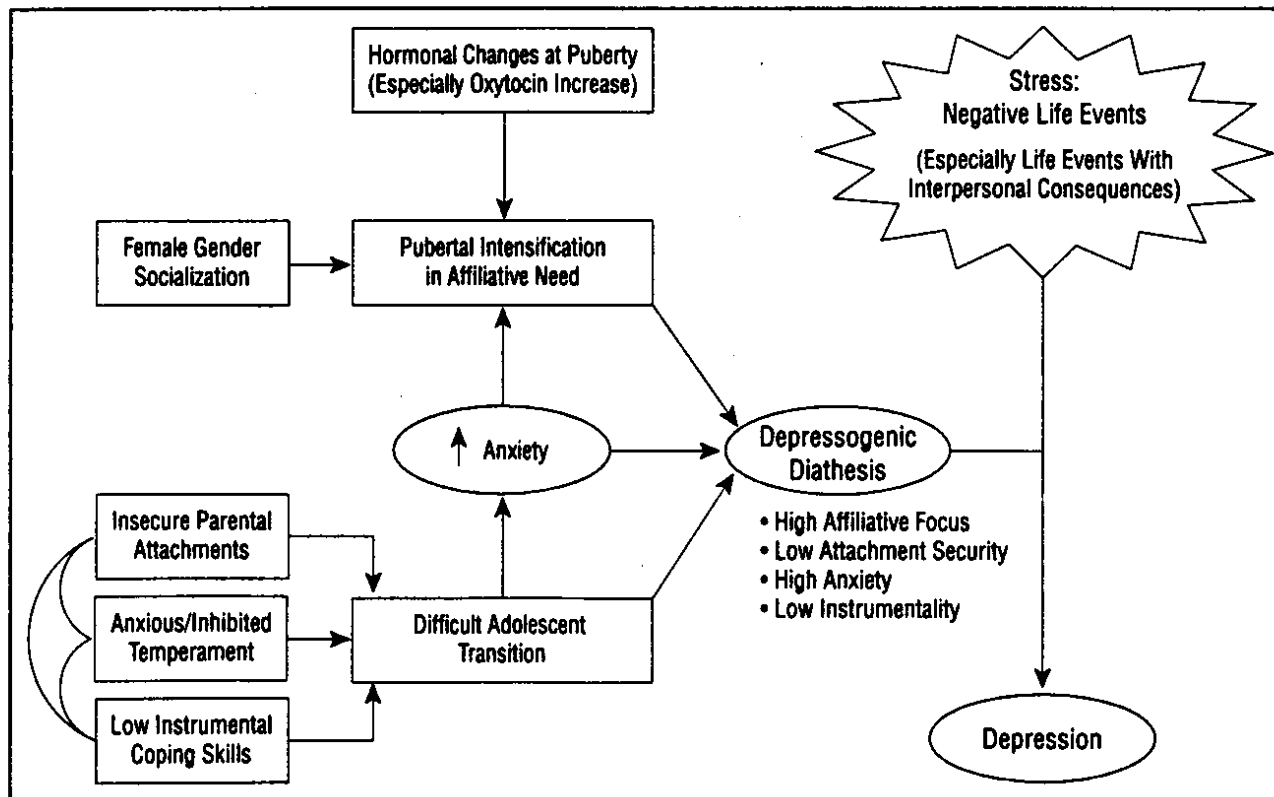 Hormonal Changes at Puberty
(Especially Oxytocin Increase)
Stress:
Negative Life Events
(Especially Life Events With
Interpersonal Consequences)
Female Gender
Socialization
Pubertal Intensification
in Affiliative Need
↑ Anxiety
Depressogenic
Diathesis
• High Affiliative Focus
• Low Attachment Security
• High Anxiety
• Low Instrumentality
Insecure Parental
Attachments
Anxious/Inhibited
Temperament
Difficult Adolescent
Transition
Low Instrumental
Coping Skills
Depression